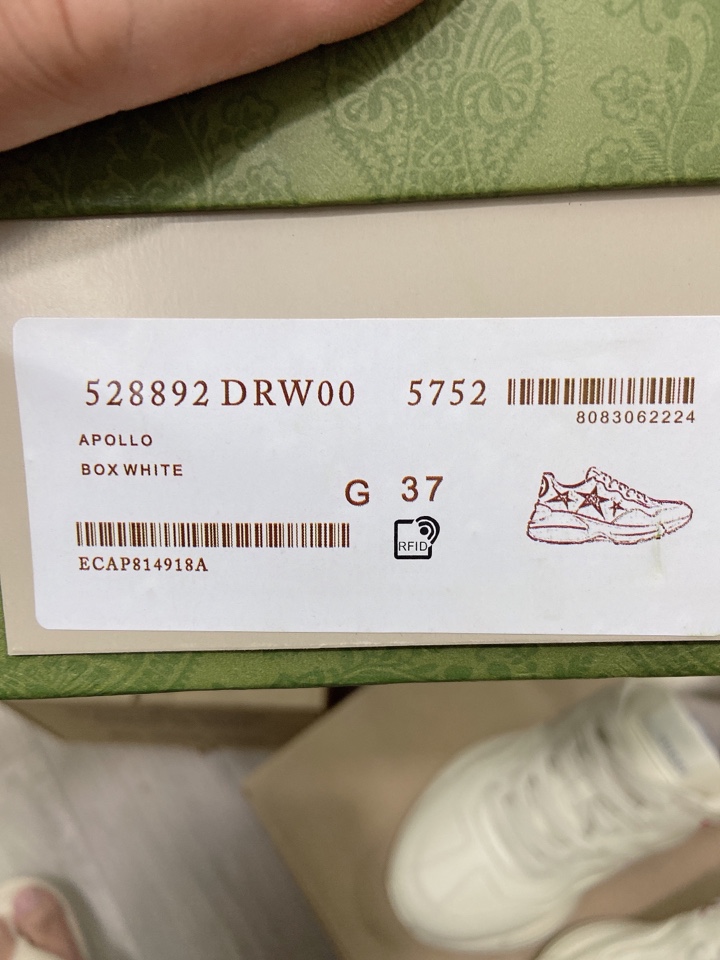 528892 DRW00 5752
8083062224
APOLLO
BOX WHITE
G 37
RFID
ECAP814918A